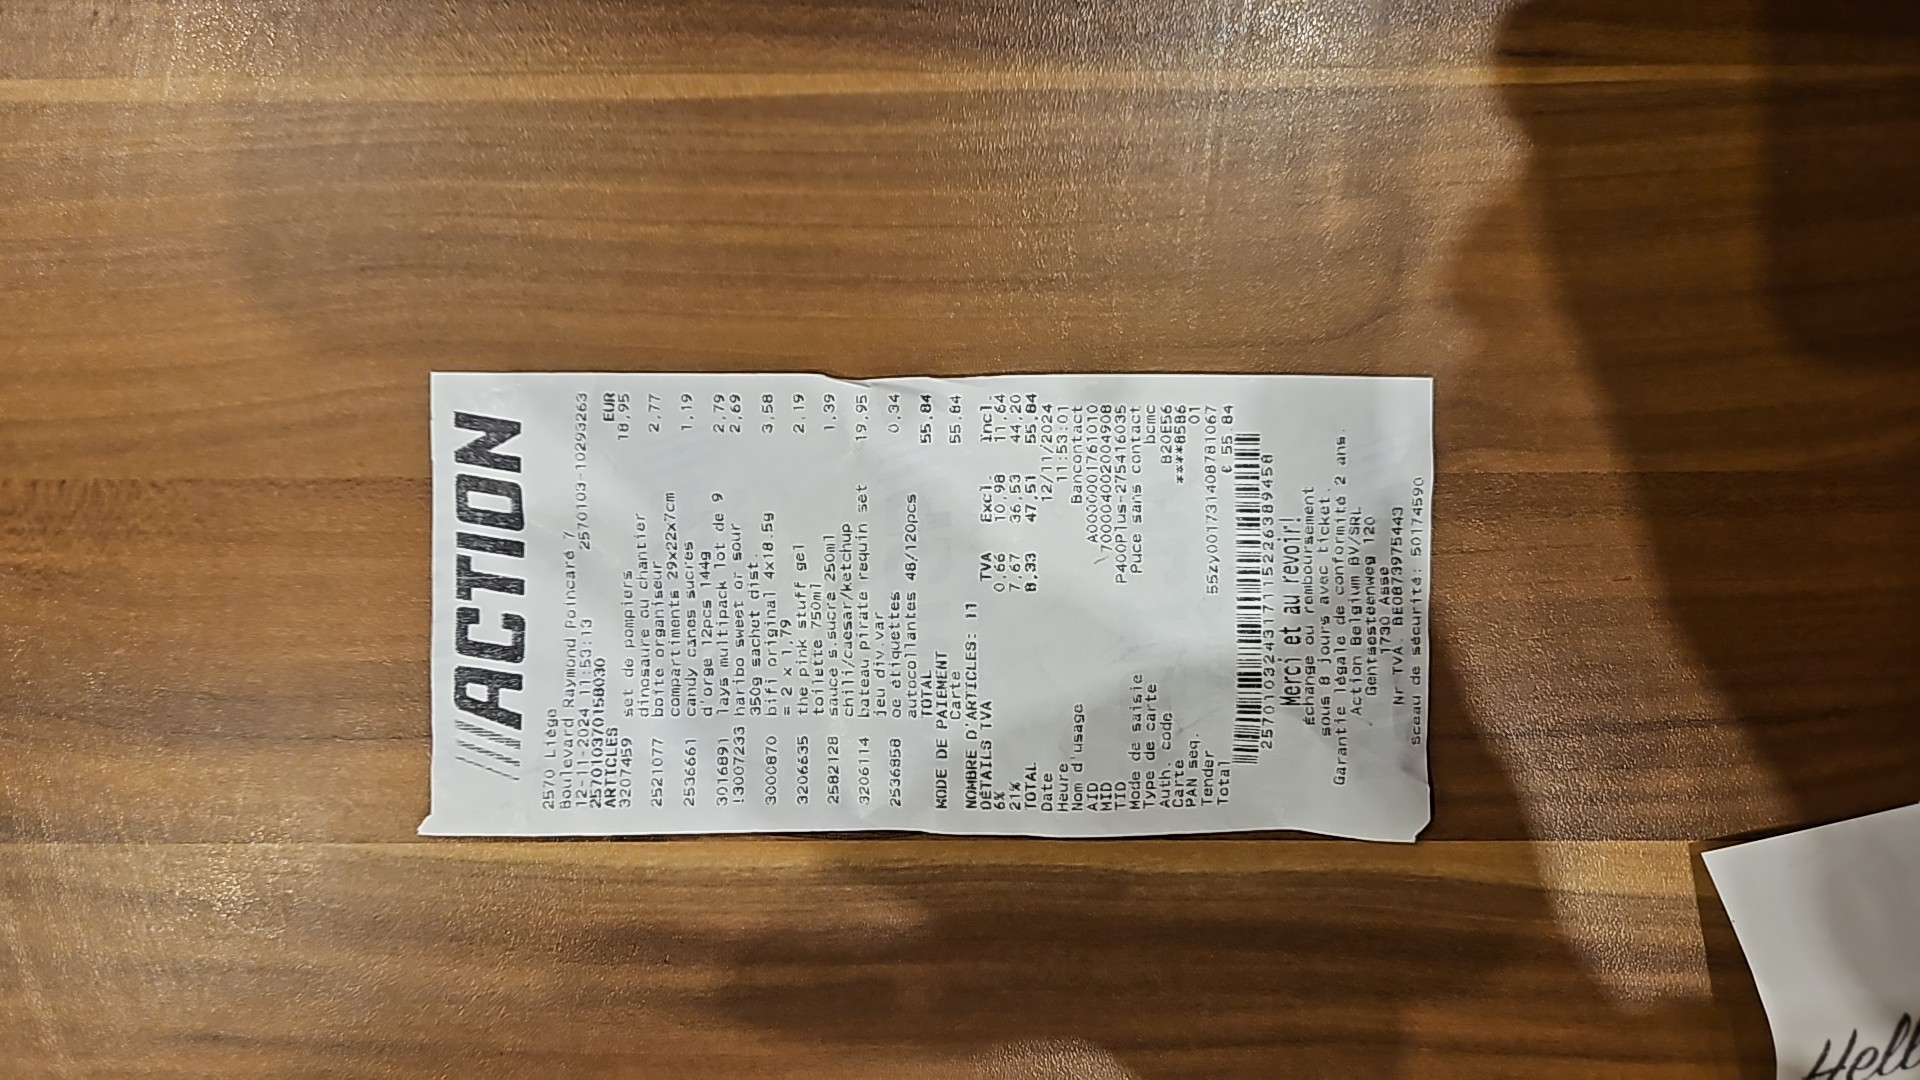 ACTION
2570 Liège
Boulevard Raymond Poincaré 7
12-11-2024 11:53:13 2570103-10293263
257010370158030
ARTICLES EUR
3207459 set de pompiers 18,95
dinosaure ou chantier
2521077 boîte organiseur 2,77
compartiments 29x22x7cm
2536661 candy canes sucres 1,19
d'orge 12pcs 144g
3016891 lays multipack lot de 9 2,79
!3007233 haribo sweet or sour 2,69
350g sachet dist.
3000870 bifi original 4x18.5g 3,58
= 2 x 1,79
3206635 the pink stuff gel 2,19
toilette 750ml
2582128 sauce s.sucre 250ml 1,39
chili/caesar/ketchup
3206114 bateau pirate requin set 19,95
jeu div.var
2536858 oe étiquettes 0,34
autocollantes 48/120pcs
TOTAL 55,84
MODE DE PAIEMENT
Carte 55,84
NOMBRE D'ARTICLES: 11
DÉTAILS TVA TVA Excl. Incl.
6% 0,66 10,98 11,64
21% 7,67 36,53 44,20
TOTAL 8,33 47,51 55,84
Date 12/11/2024
Heure 11:53:01
Nom d'usage Bancontact
AID A0000001761010
MID \700004002004908
TID P400Plus-275416035
Mode de saisie Puce sans contact
Type de carte bcmc
Auth. code B20E56
Carte ****8586
PAN seq. 01
Tender 55Zy001731408781067
Total € 55,84
2570103243171152263894 58
Merci et au revoir!
Échange ou remboursement
sous 8 jours avec ticket.
Garantie légale de conformité 2 ans.
Action Belgium BV/SRL
Gentsesteenweg 120
1730 Asse
Nr TVA. BE0873975443
Sceau de sécurité: 50174590
Hell